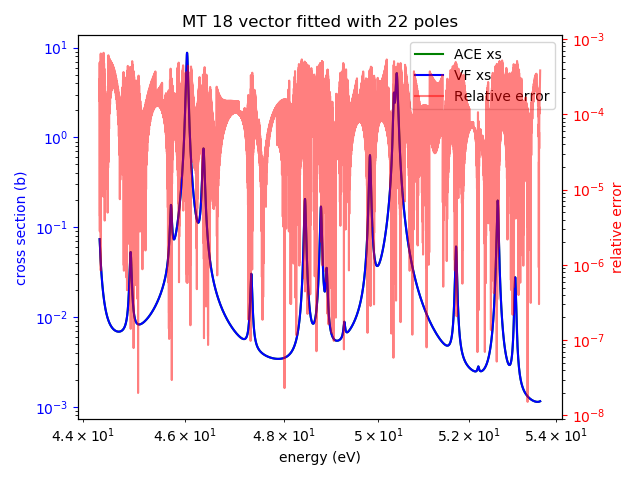 MT 18 vector fitted with 22 poles
ACE xs
VF xs
Relative error
10¹
10⁰
10⁻¹
10⁻²
10⁻³
cross section (b)
10⁻³
10⁻⁴
10⁻⁵
10⁻⁶
10⁻⁷
10⁻⁸
relative error
4.4 × 10¹ 4.6 × 10¹ 4.8 × 10¹ 5 × 10¹ 5.2 × 10¹ 5.4 × 10¹
energy (eV)